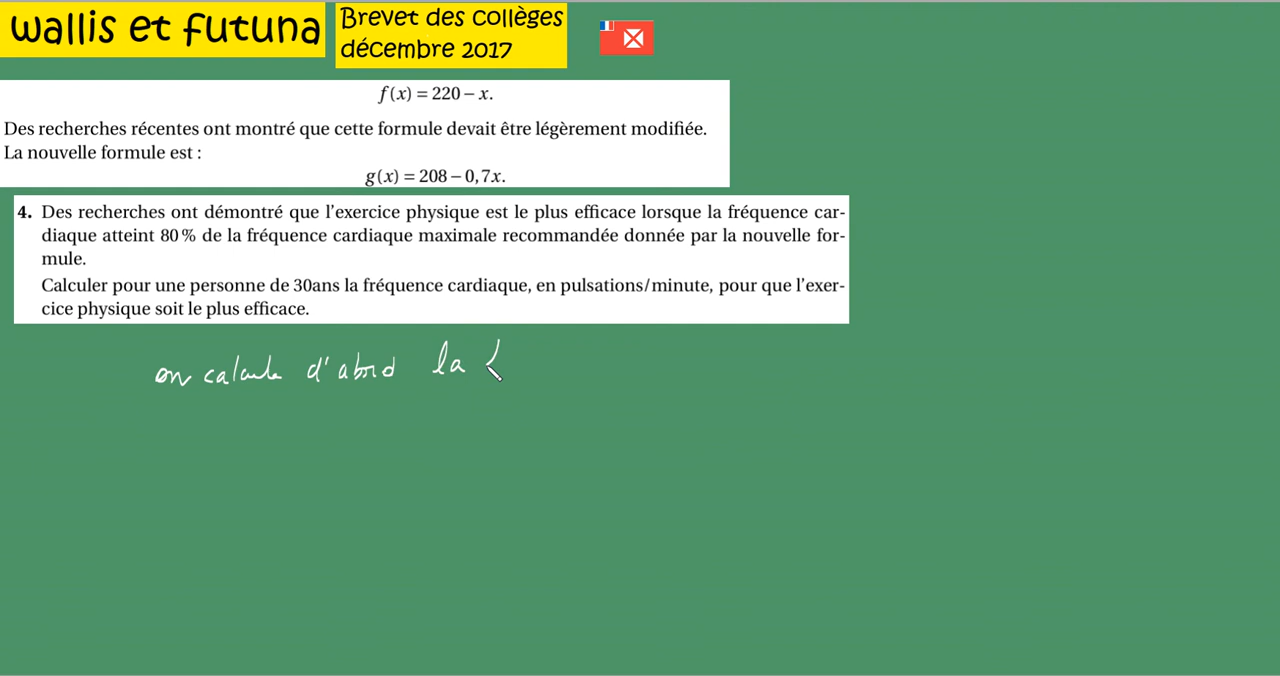 wallis et futuna
Brevet des collèges
décembre 2017
f(x) = 220 − x.
Des recherches récentes ont montré que cette formule devait être légèrement modifiée.
La nouvelle formule est :
g(x) = 208 − 0,7x.
4. Des recherches ont démontré que l'exercice physique est le plus efficace lorsque la fréquence car-
diaque atteint 80 % de la fréquence cardiaque maximale recommandée donnée par la nouvelle for-
mule.
Calculer pour une personne de 30ans la fréquence cardiaque, en pulsations/minute, pour que l'exer-
cice physique soit le plus efficace.
on calcule d'abord la